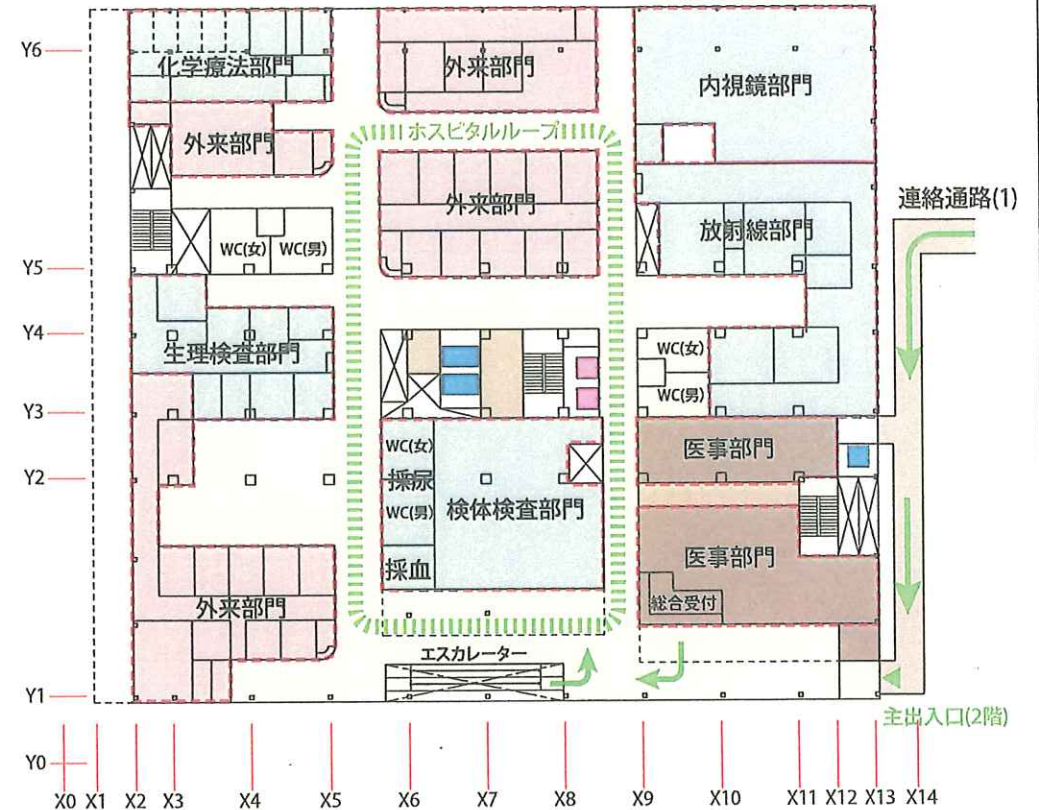 Y6
化学療法部門
外来部門
内視鏡部門
ホスピタルループ
外来部門
外来部門
連絡通路(1)
放射線部門
WC(女)
WC(男)
Y5
Y4
生理検査部門
WC(女)
WC(男)
Y3
医事部門
WC(女)
Y2
採尿
WC(男)
検体検査部門
医事部門
採血
総合受付
外来部門
エスカレーター
Y1
主出入口(2階)
Y0
X0 X1 X2 X3 X4 X5 X6 X7 X8 X9 X10 X11 X12 X13 X14